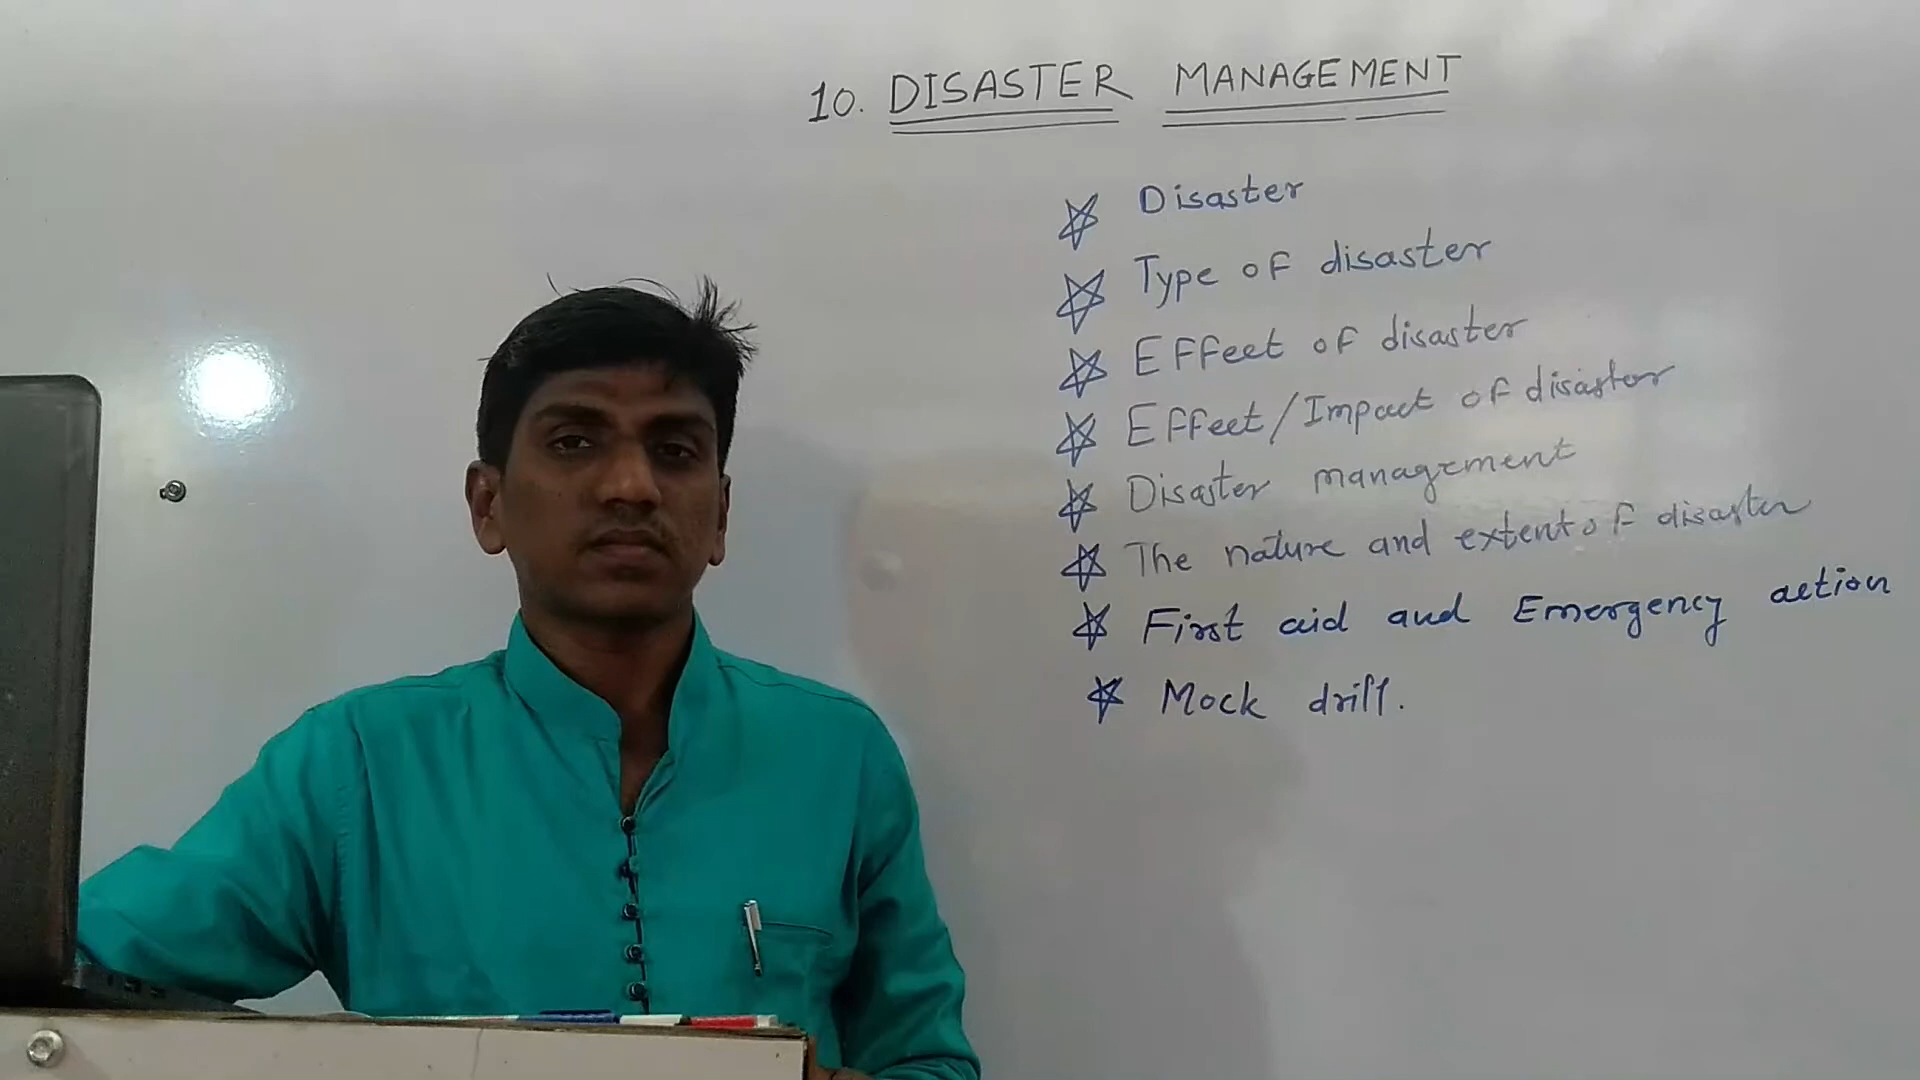 10. DISASTER MANAGEMENT
Disaster
Type of disaster
Effect of disaster
Effect/Impact of disaster
Disaster management
The nature and extent of disaster
First aid and Emergency action
Mock drill.